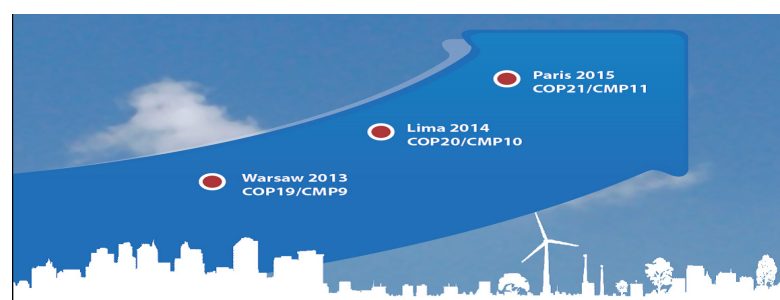 Paris 2015
COP21/CMP11
Lima 2014
COP20/CMP10
Warsaw 2013
COP19/CMP9